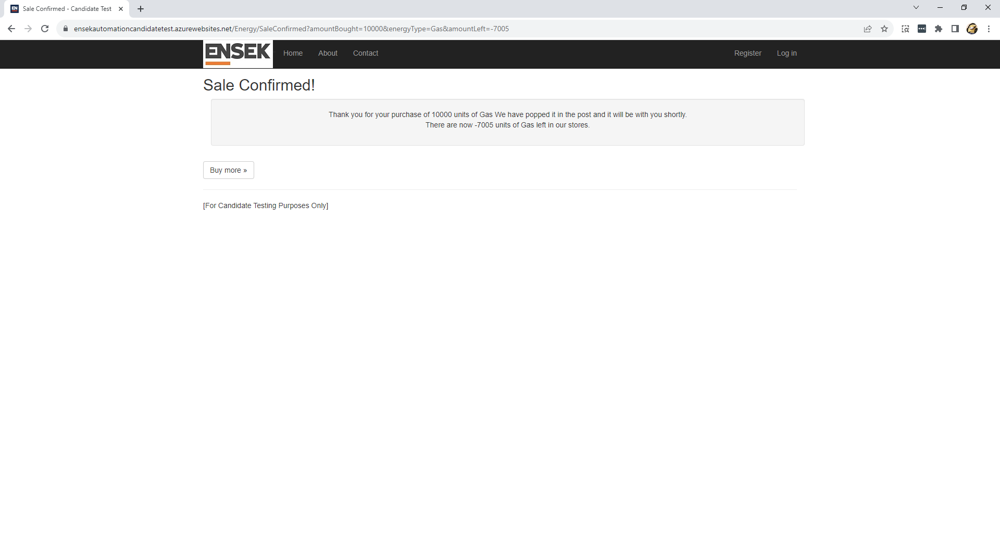 Sale Confirmed - Candidate Test
ensekautomationcandidatetest.azurewebsites.net/Energy/SaleConfirmed?amountBought=10000&energyType=Gas&amountLeft=-7005
ENSEK Home About Contact Register Log in
Sale Confirmed!
Thank you for your purchase of 10000 units of Gas We have popped it in the post and it will be with you shortly.
There are now -7005 units of Gas left in our stores.
Buy more »
[For Candidate Testing Purposes Only]